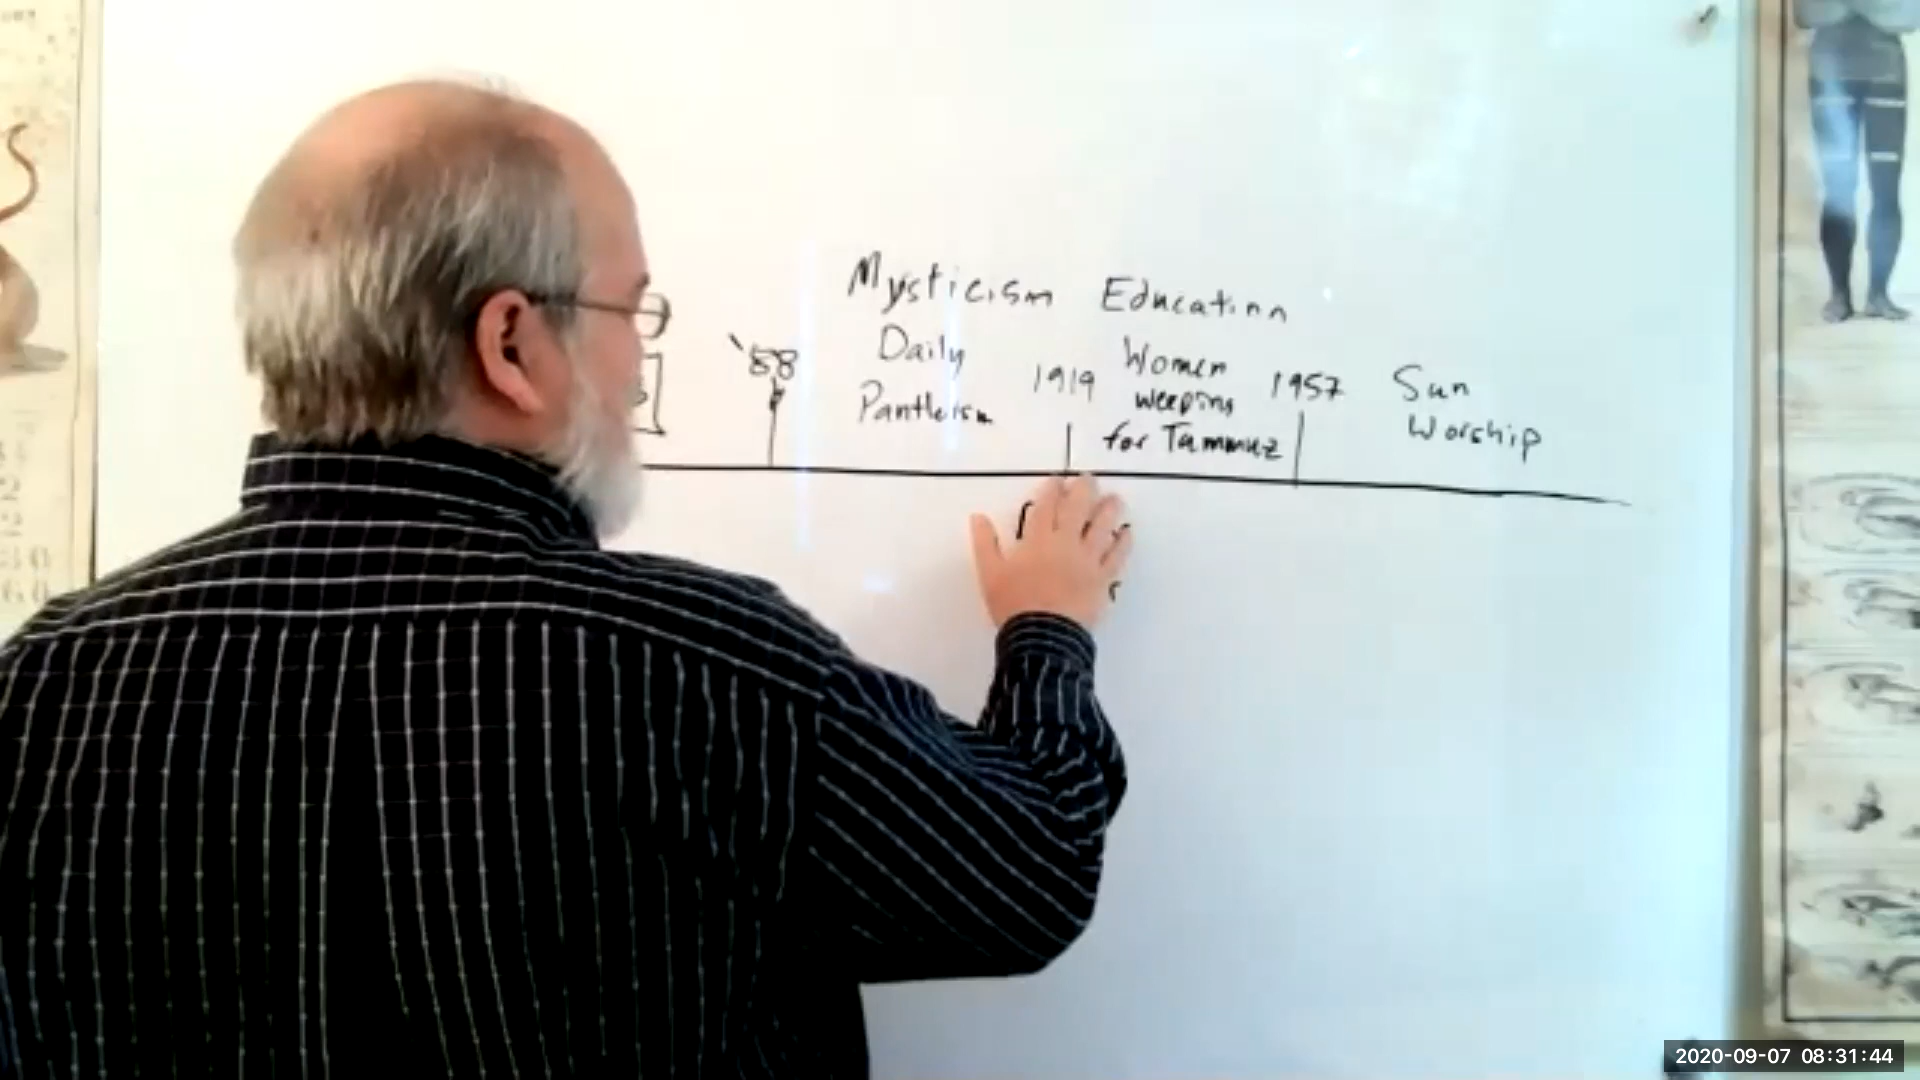 Mysticism Education
'88
Daily
Pantheism
1919
Women
weeping
for Tammuz
1957
Sun
Worship
2020-09-07 08:31:44